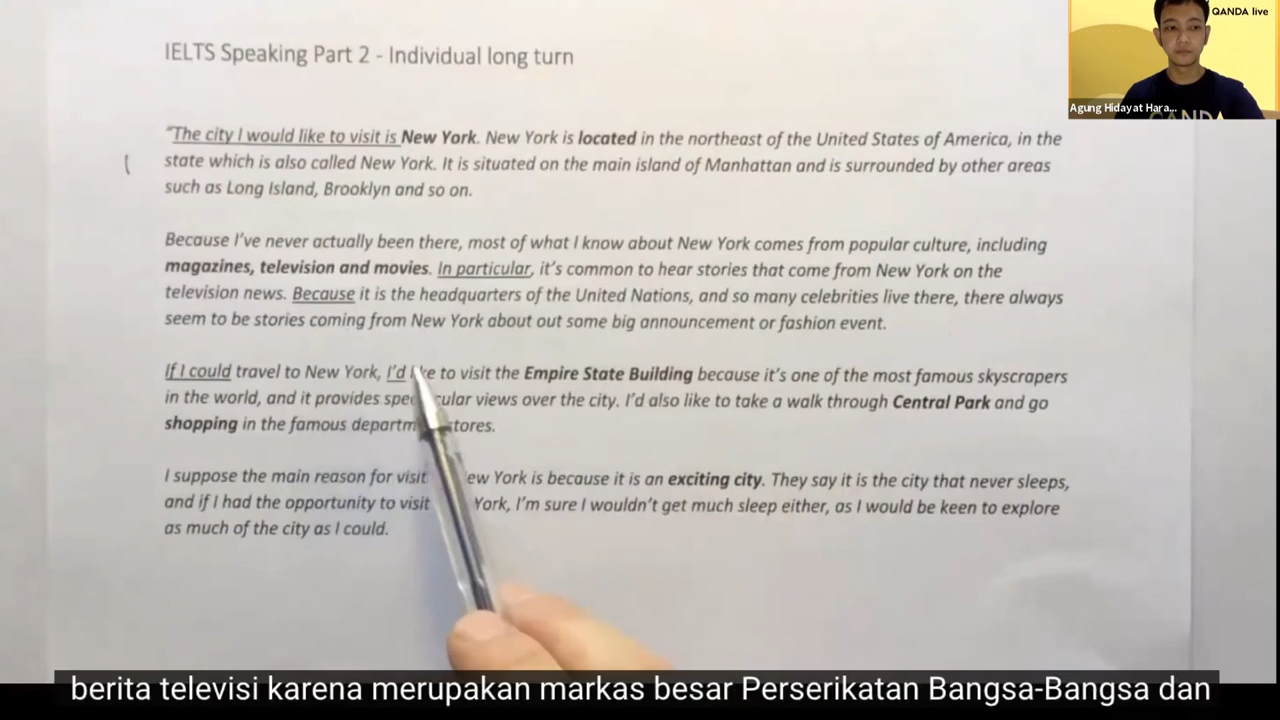 QANDA live
Agung Hidayat Hara...
QANDA
IELTS Speaking Part 2 - Individual long turn
"The city I would like to visit is New York. New York is located in the northeast of the United States of America, in the
state which is also called New York. It is situated on the main island of Manhattan and is surrounded by other areas
such as Long Island, Brooklyn and so on.
Because I've never actually been there, most of what I know about New York comes from popular culture, including
magazines, television and movies. In particular, it's common to hear stories that come from New York on the
television news. Because it is the headquarters of the United Nations, and so many celebrities live there, there always
seem to be stories coming from New York about out some big announcement or fashion event.
If I could travel to New York, I'd like to visit the Empire State Building because it's one of the most famous skyscrapers
in the world, and it provides spectacular views over the city. I'd also like to take a walk through Central Park and go
shopping in the famous departm stores.
I suppose the main reason for visit ew York is because it is an exciting city. They say it is the city that never sleeps,
and if I had the opportunity to visit York, I'm sure I wouldn't get much sleep either, as I would be keen to explore
as much of the city as I could.
berita televisi karena merupakan markas besar Perserikatan Bangsa-Bangsa dan